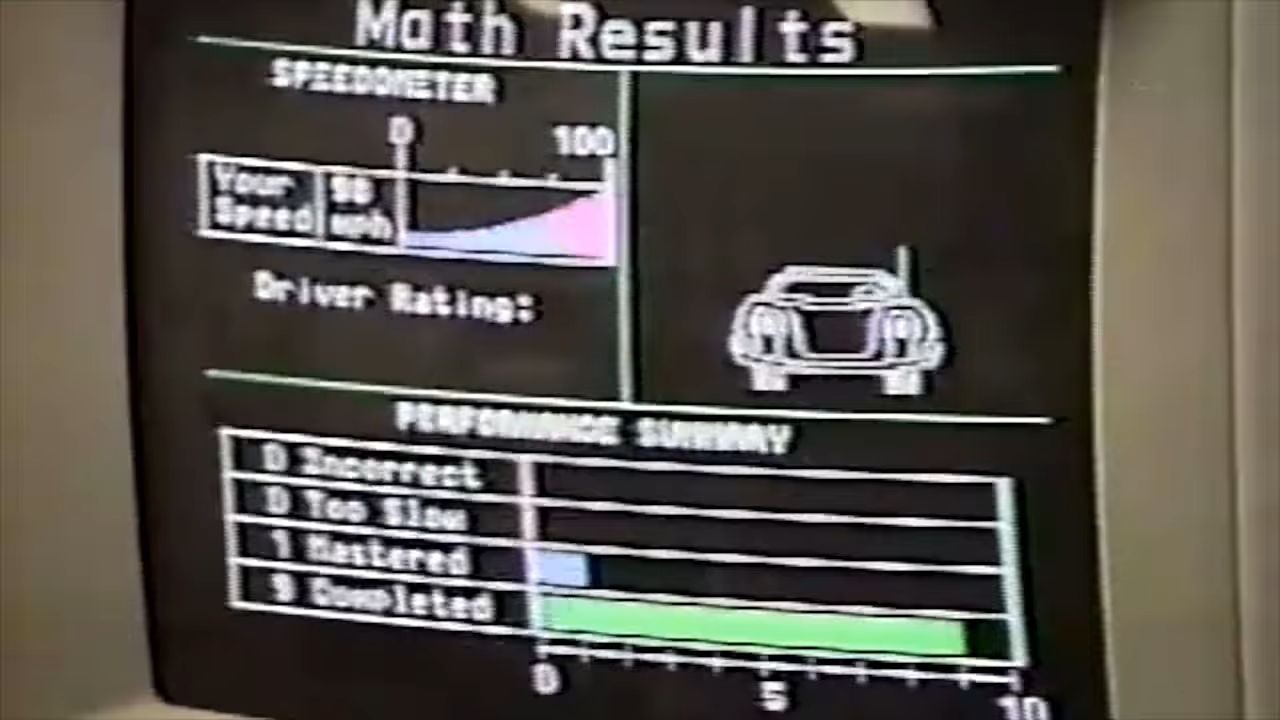 Math Results
SPEEDOMETER
0 100
Your
Speed
mph
Driver Rating:
PERFORMANCE SUMMARY
0 Incorrect
0 Too Slow
1 Mastered
9 Completed
0 5 10